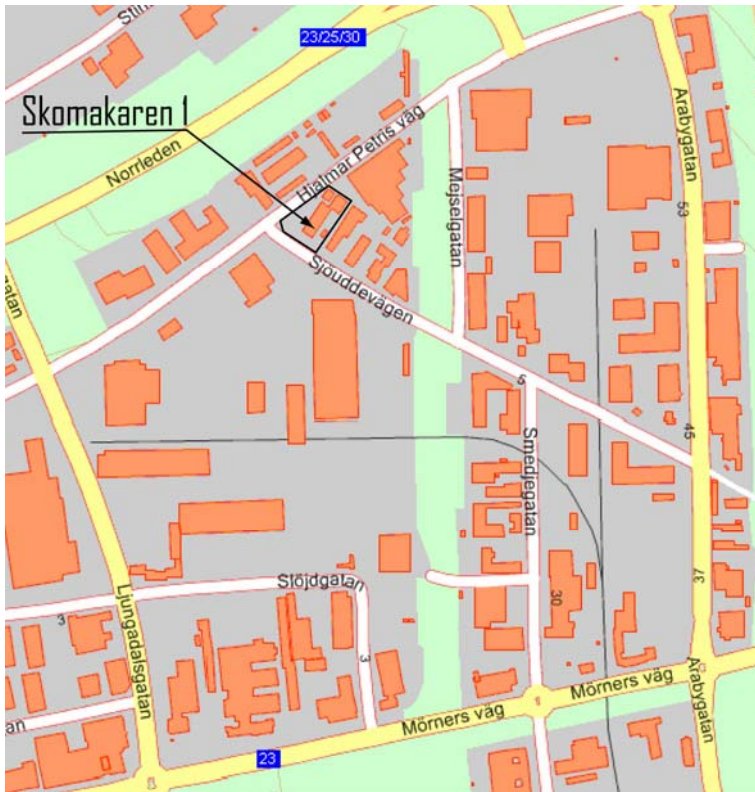 23/25/30
Skomakaren 1
Norrleden
Hjalmar Petris väg
Arabygatan
53
Mejselgatan
Sjöuddevägen
5
45
Smedjegatan
Slöjdgatan
3
3
30
37
Ljungadalsgatan
Mörners väg
Mörners väg
Arabygatan
23